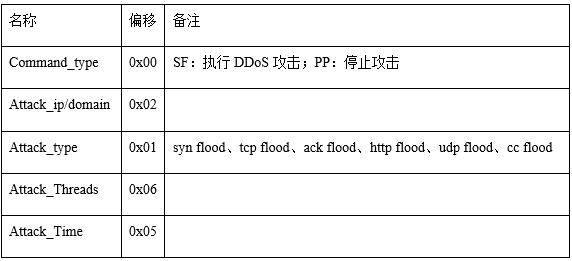 名称 偏移 备注
Command_type 0x00 SF：执行 DDoS 攻击；PP：停止攻击
Attack_ip/domain 0x02
Attack_type 0x01 syn flood、tcp flood、ack flood、http flood、udp flood、cc flood
Attack_Threads 0x06
Attack_Time 0x05